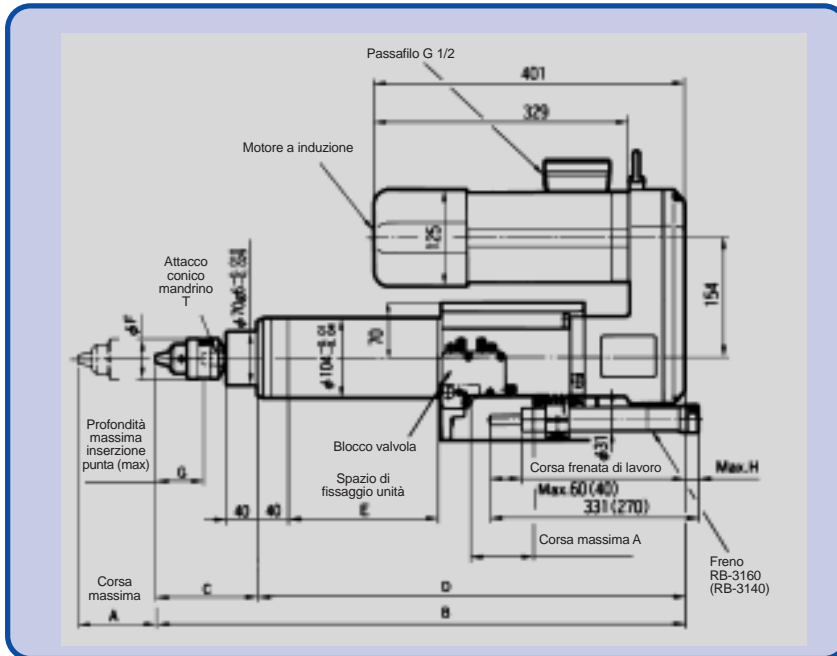 Passafilo G 1/2
401
329
Motore a induzione
125
Attacco
conico
mandrino
T
φF
154
70
Profondità
massima
inserzione
punta (max)
G
Blocco valvola
φ31
Spazio di
fissaggio unità
Corsa frenata di lavoro
Max.H
Max.60(40)
331(270)
40
40
E
Corsa massima A
Freno
RB-3160
(RB-3140)
Corsa
massima
C
D
A
B